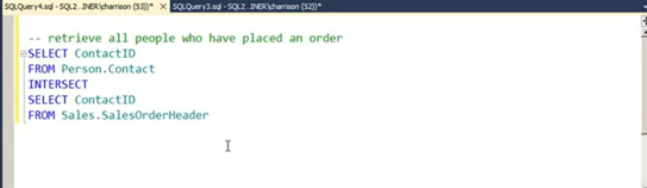 SQLQuery4.sql - SQL2...INER\charrison (53))* SQLQuery3.sql - SQL2...INER\charrison (52))*
-- retrieve all people who have placed an order
SELECT ContactID
FROM Person.Contact
INTERSECT
SELECT ContactID
FROM Sales.SalesOrderHeader